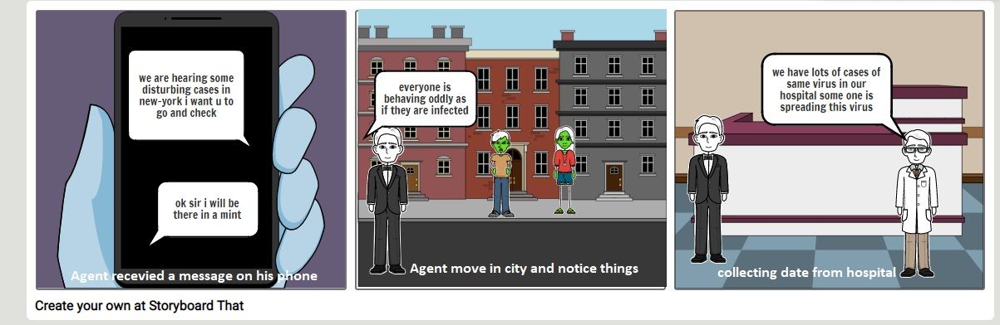 we are hearing some
disturbing cases in
new-york i want u to
go and check
ok sir i will be
there in a mint
Agent recevied a message on his phone
everyone is
behaving oddly as
if they are infected
Agent move in city and notice things
we have lots of cases of
same virus in our
hospital some one is
spreading this virus
collecting date from hospital
Create your own at Storyboard That